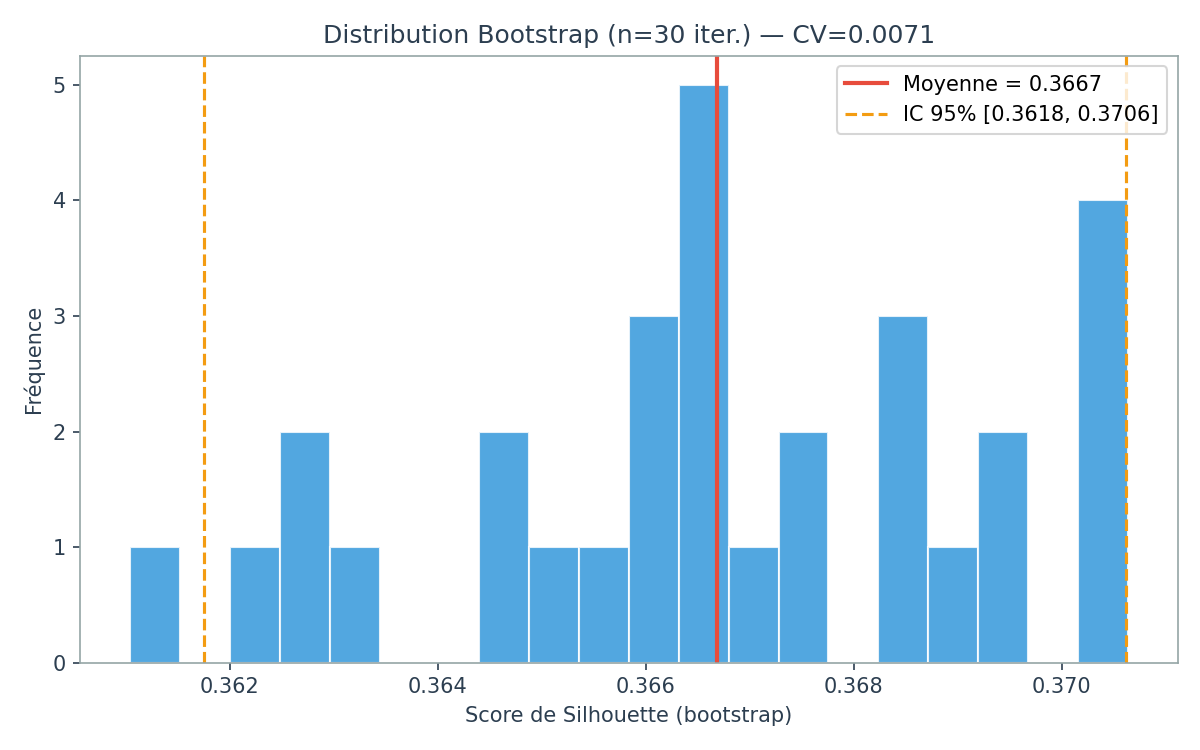 Distribution Bootstrap (n=30 iter.) — CV=0.0071
Moyenne = 0.3667
IC 95% [0.3618, 0.3706]
Fréquence
5
4
3
2
1
0
0.362 0.364 0.366 0.368 0.370
Score de Silhouette (bootstrap)